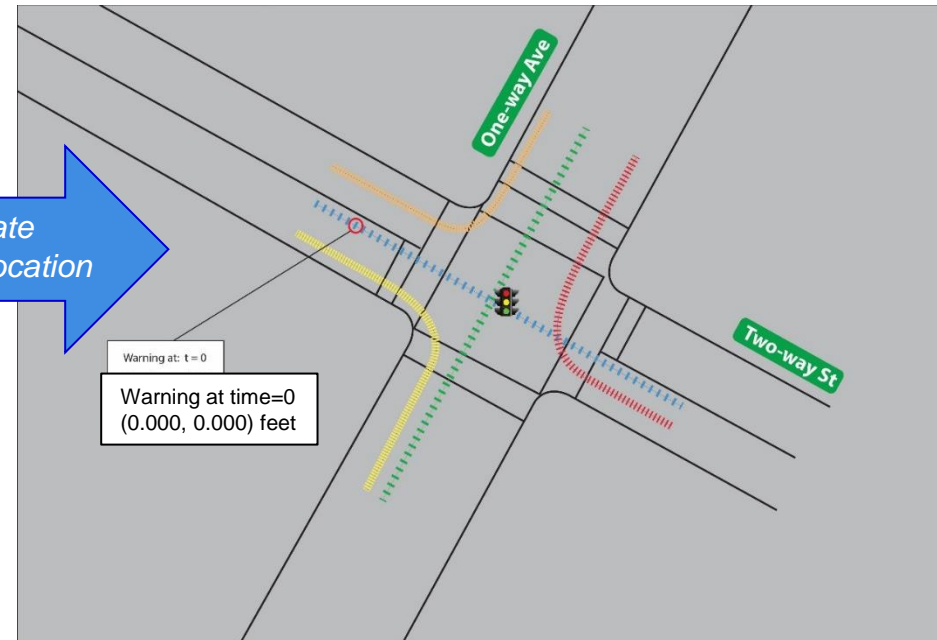 One-way Ave
ocation
Warning at: t = 0
Warning at time=0
(0.000, 0.000) feet
Two-way St